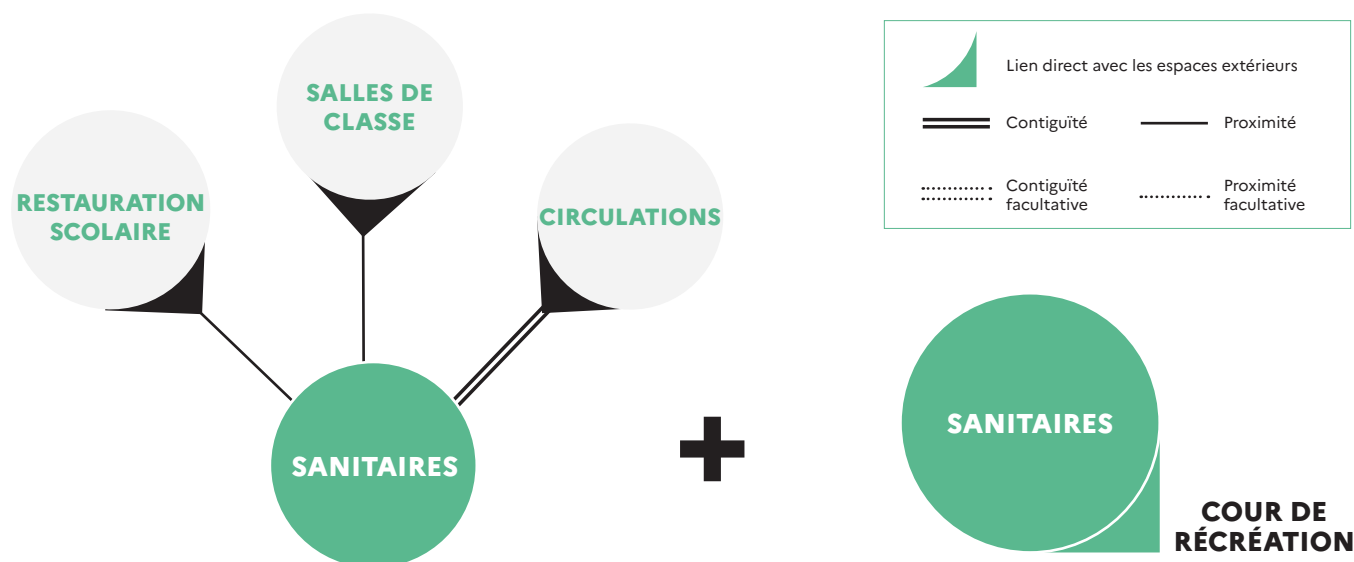 SALLES DE
CLASSE
RESTAURATION
SCOLAIRE
CIRCULATIONS
SANITAIRES
Lien direct avec les espaces extérieurs
Contiguïté
Proximité
Contiguïté
facultative
Proximité
facultative
SANITAIRES
COUR DE
RÉCRÉATION